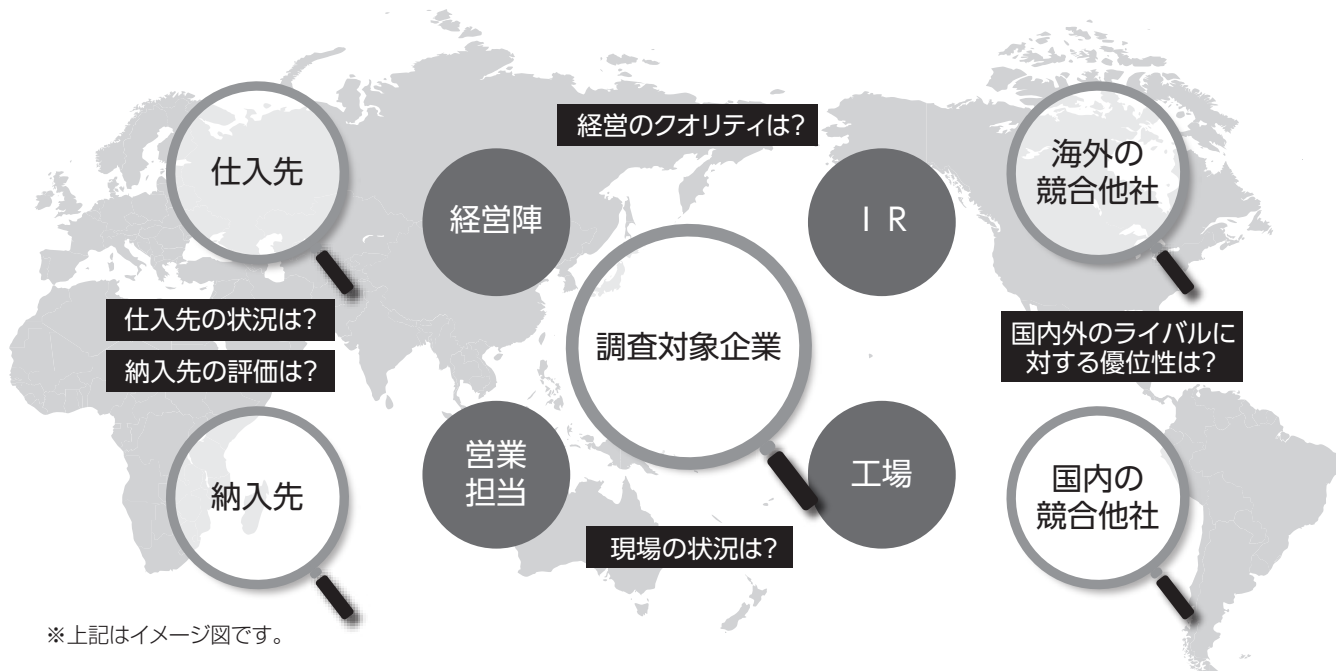 経営のクオリティは?
仕入先
経営陣
I R
海外の
競合他社
仕入先の状況は?
納入先の評価は?
調査対象企業
国内外のライバルに
対する優位性は?
納入先
営業
担当
工場
国内の
競合他社
現場の状況は?
※上記はイメージ図です。